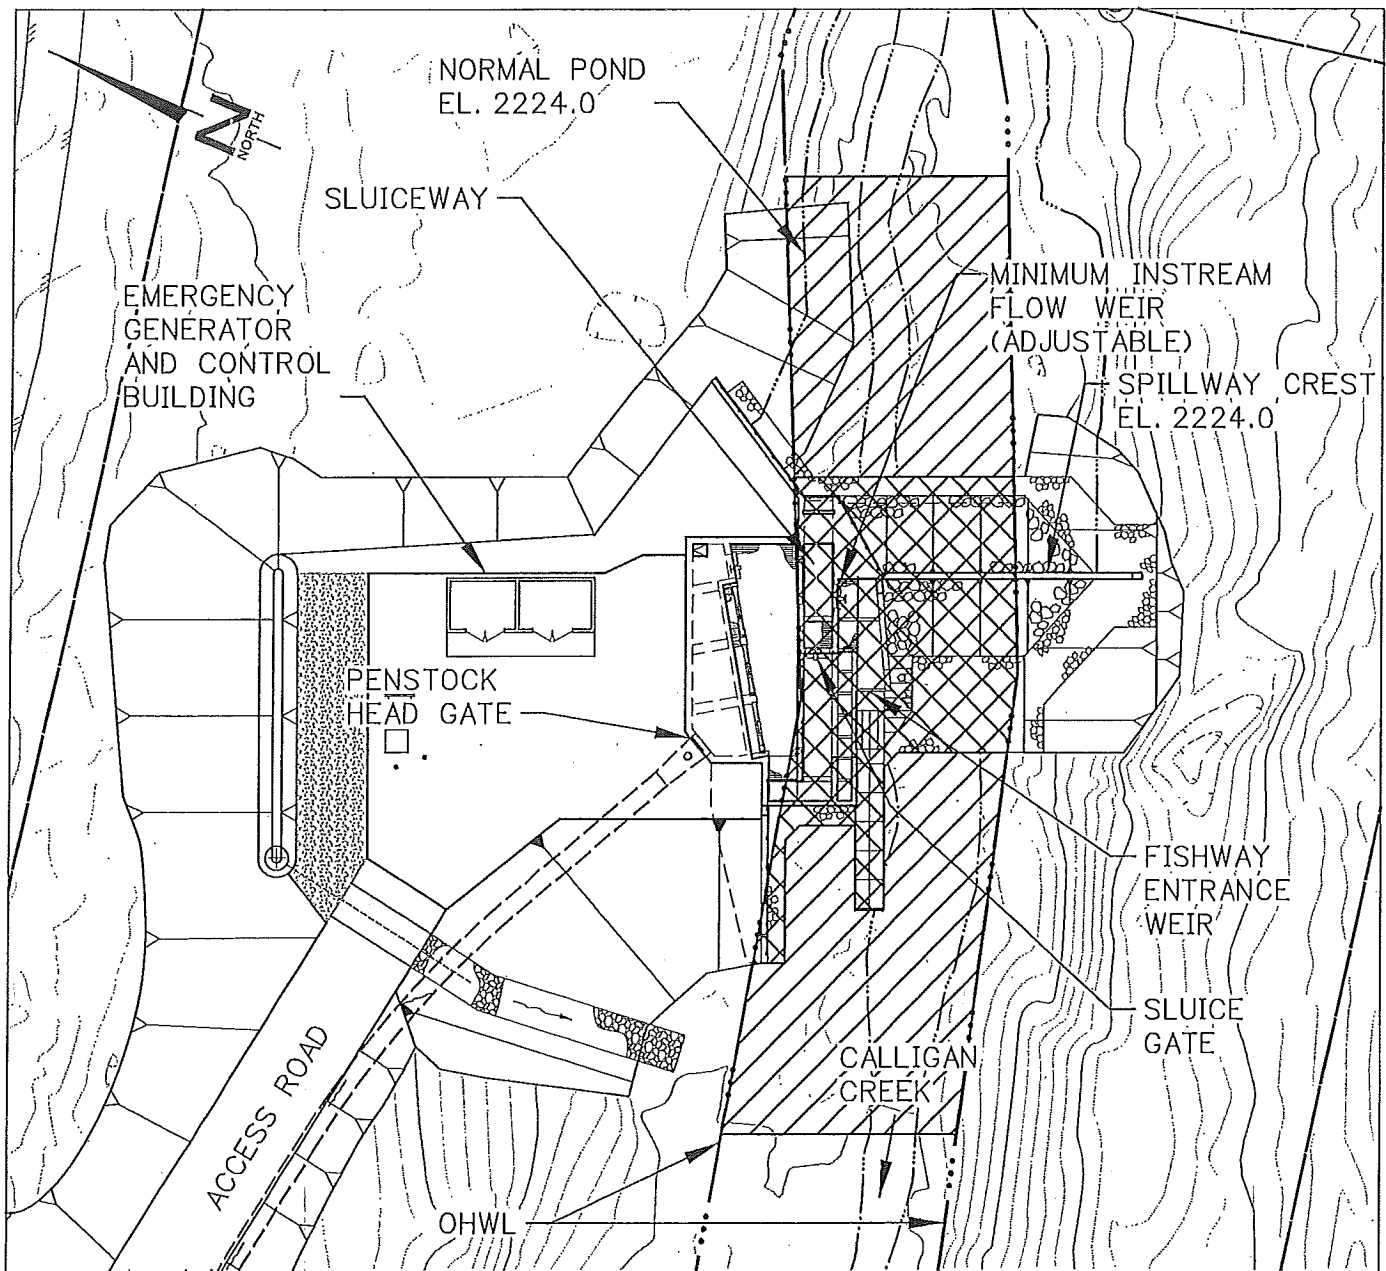 NORMAL POND
EL. 2224.0
N
NORTH
SLUICEWAY
EMERGENCY
GENERATOR
AND CONTROL
BUILDING
MINIMUM INSTREAM
FLOW WEIR
(ADJUSTABLE)
SPILLWAY CREST
EL. 2224.0
PENSTOCK
HEAD GATE
FISHWAY
ENTRANCE
WEIR
SLUICE
GATE
CALLIGAN
CREEK
ACCESS ROAD
OHWL